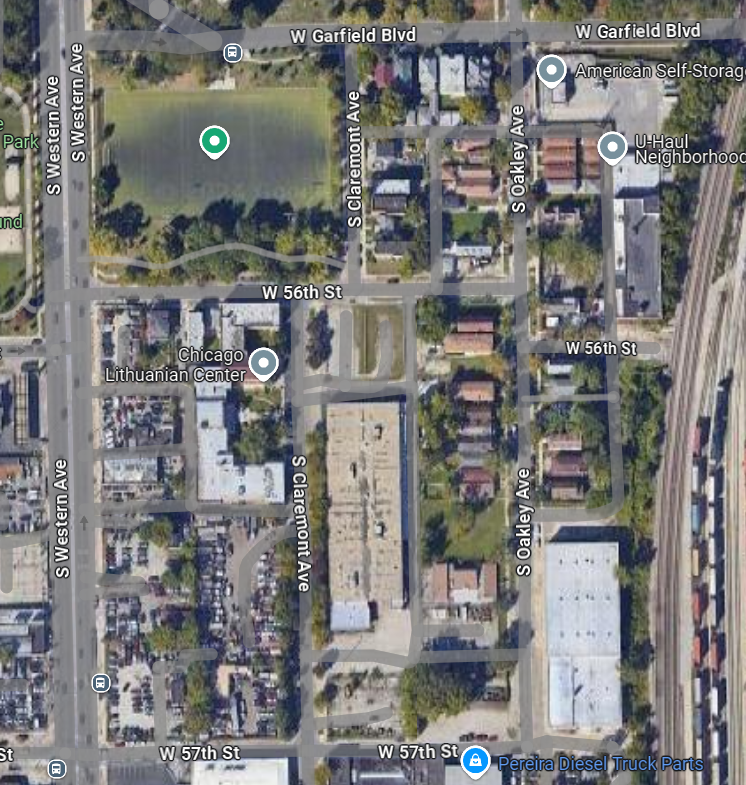 W Garfield Blvd
W Garfield Blvd
American Self-Storag
S Western Ave
S Western Ave
S Claremont Ave
S Oakley Ave
U-Haul
Neighborhood
Park
W 56th St
W 56th St
Chicago
Lithuanian Center
S Western Ave
S Claremont Ave
S Oakley Ave
St
W 57th St
W 57th St
Pereira Diesel Truck Parts